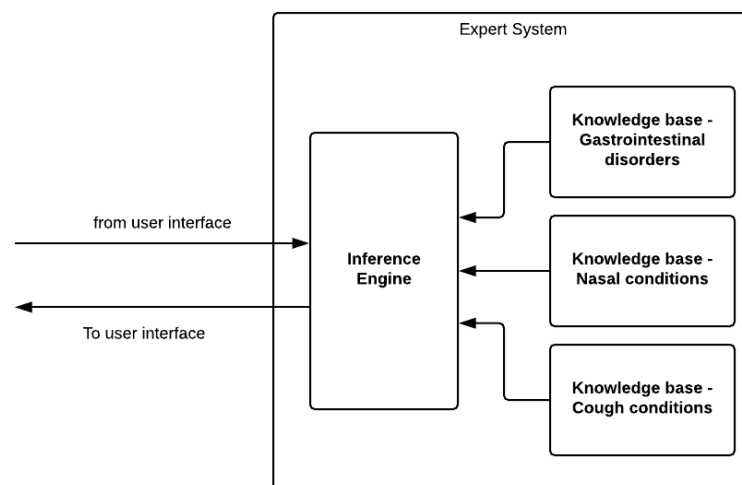 Expert System
Knowledge base -
Gastrointestinal
disorders
from user interface
Inference
Engine
Knowledge base -
Nasal conditions
To user interface
Knowledge base -
Cough conditions